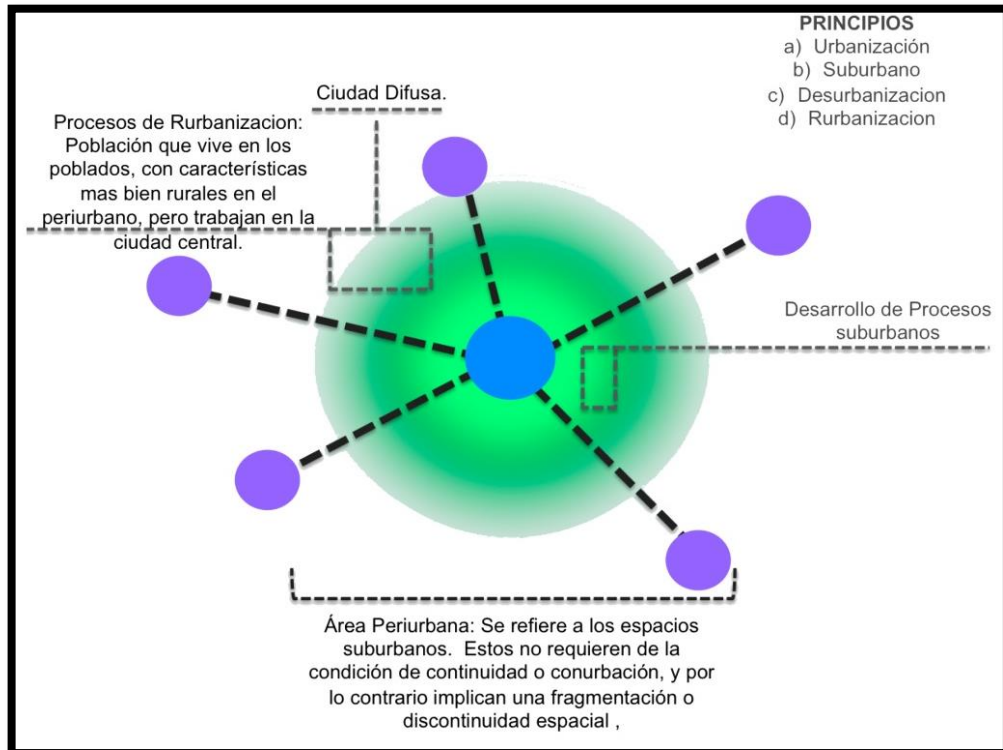 PRINCIPIOS
a) Urbanización
b) Suburbano
c) Desurbanizacion
d) Rurbanizacion
Ciudad Difusa.
Procesos de Rurbanizacion:
Población que vive en los
poblados, con características
mas bien rurales en el
periurbano, pero trabajan en la
ciudad central.
Desarrollo de Procesos
suburbanos
Área Periurbana: Se refiere a los espacios
suburbanos. Estos no requieren de la
condición de continuidad o conurbación, y por
lo contrario implican una fragmentación o
discontinuidad espacial ,